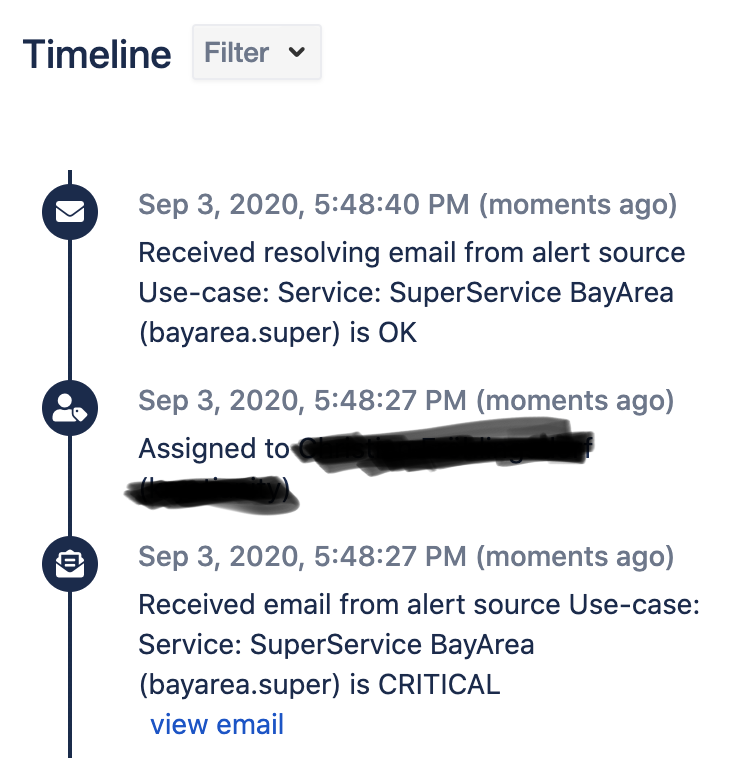 Timeline
Filter
Sep 3, 2020, 5:48:40 PM (moments ago)
Received resolving email from alert source
Use-case: Service: SuperService BayArea
(bayarea.super) is OK
Sep 3, 2020, 5:48:27 PM (moments ago)
Assigned to
Sep 3, 2020, 5:48:27 PM (moments ago)
Received email from alert source Use-case:
Service: SuperService BayArea
(bayarea.super) is CRITICAL
view email